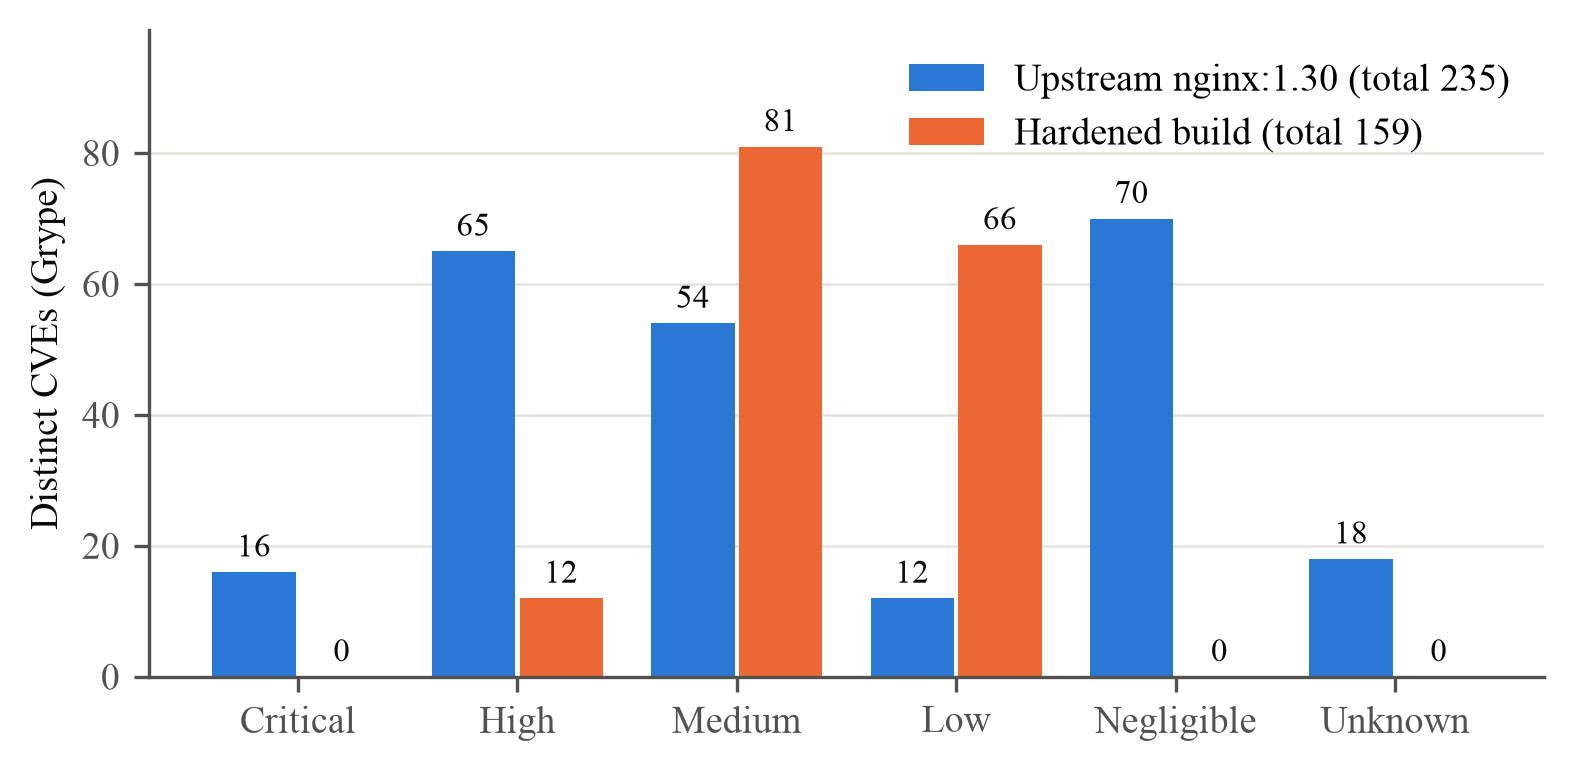 Upstream nginx:1.30 (total 235)
Hardened build (total 159)
Distinct CVEs (Grype)
80
60
40
20
0
16
0
65
12
54
81
12
66
70
0
18
0
Critical
High
Medium
Low
Negligible
Unknown